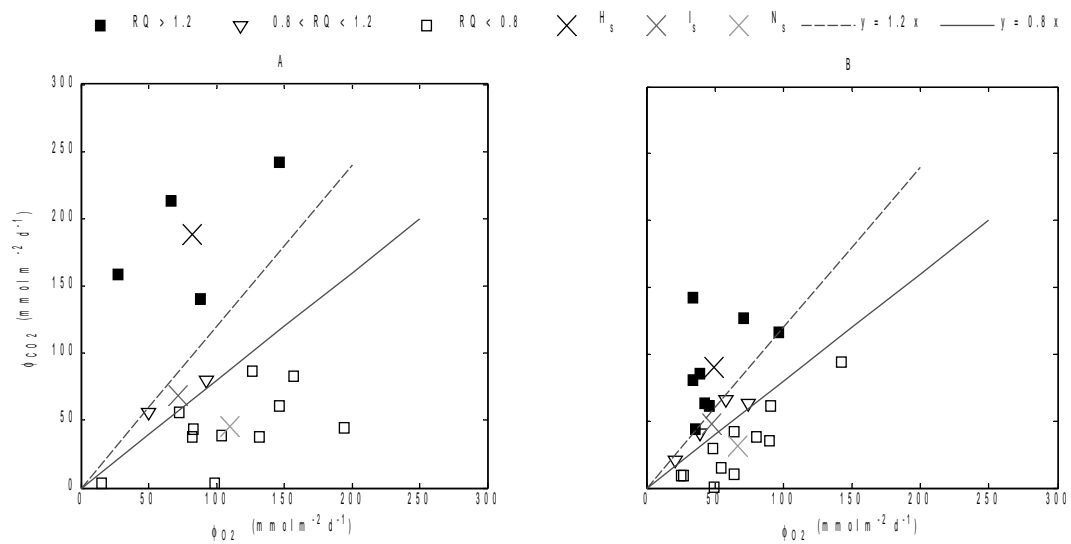 RQ > 1.2 0.8 < RQ < 1.2 RQ < 0.8 Hs Is Ns y = 1.2 x y = 0.8 x
A
B
300
250
200
150
100
50
0
ϕCO2 (mmol m-2 d-1)
0 50 100 150 200 250 300
0 50 100 150 200 250 300
ϕO2 (mmol m-2 d-1)
ϕO2 (mmol m-2 d-1)